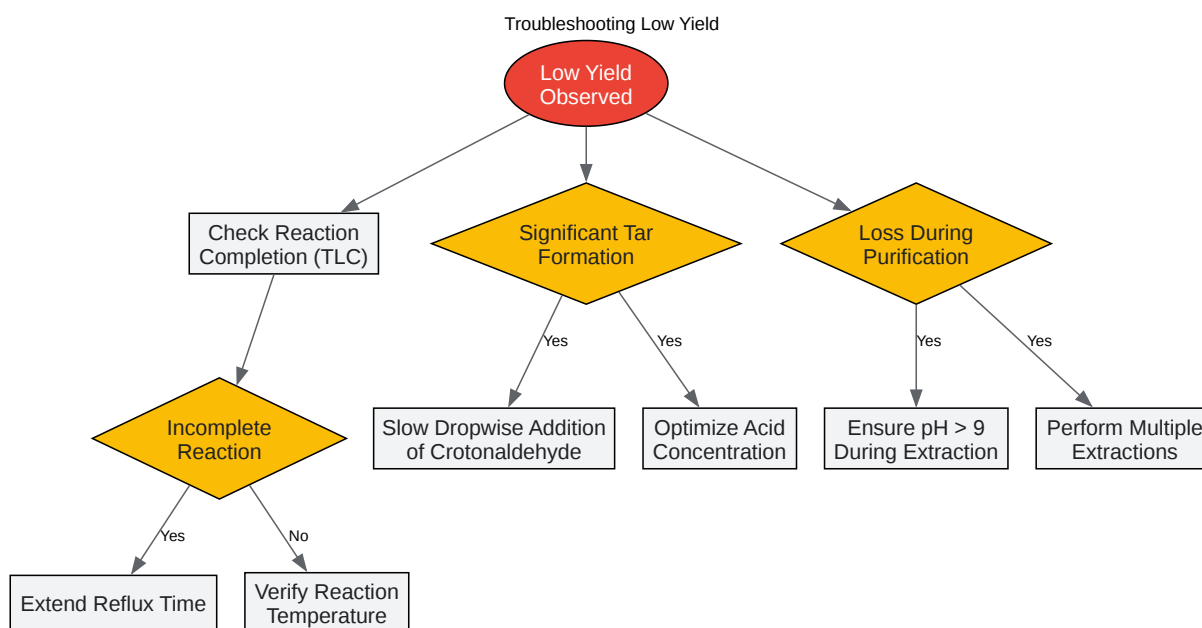 Troubleshooting Low Yield
Low Yield
Observed
Check Reaction
Completion (TLC)
Significant Tar
Formation
Loss During
Purification
Yes
Yes
Yes
Yes
Incomplete
Reaction
Slow Dropwise Addition
of Crotonaldehyde
Optimize Acid
Concentration
Ensure pH > 9
During Extraction
Perform Multiple
Extractions
Yes
No
Extend Reflux Time
Verify Reaction
Temperature